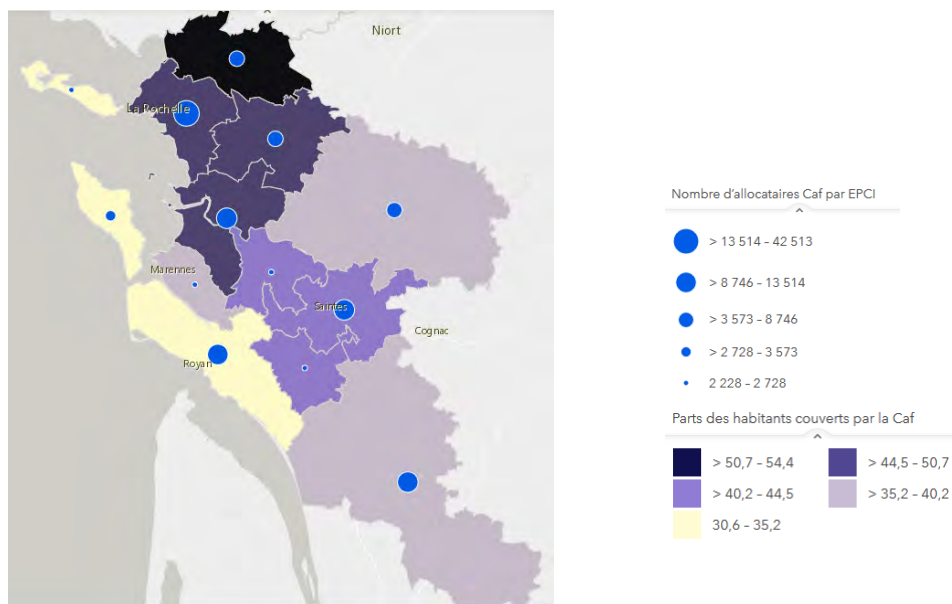 Niort
La Rochelle
Marennes
Saintes
Cognac
Royan
Nombre d'allocataires Caf par EPCI
> 13 514 – 42 513
> 8 746 – 13 514
> 3 573 – 8 746
> 2 728 – 3 573
2 228 – 2 728
Parts des habitants couverts par la Caf
> 50,7 – 54,4
> 44,5 – 50,7
> 40,2 – 44,5
> 35,2 – 40,2
30,6 – 35,2